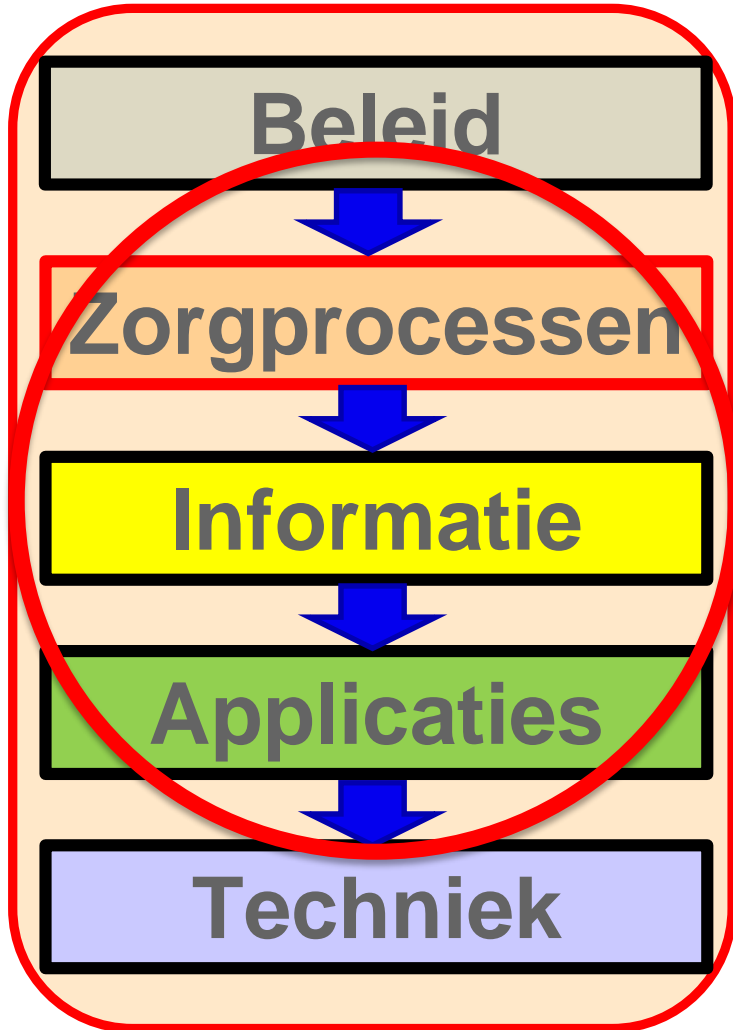 Beleid
Zorgprocessen
Informatie
Applicaties
Techniek